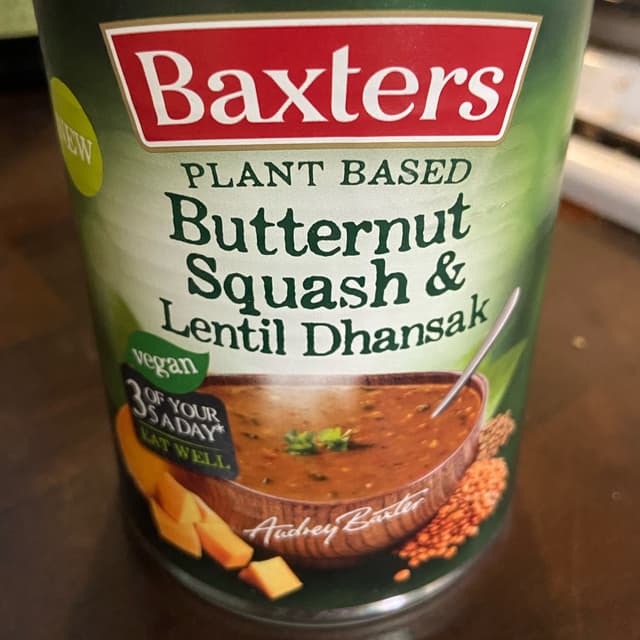 Baxters
NEW
PLANT BASED
Butternut
Squash &
Lentil Dhansak
vegan
3 OF YOUR
5 A DAY*
EAT WELL
Audrey Baxter